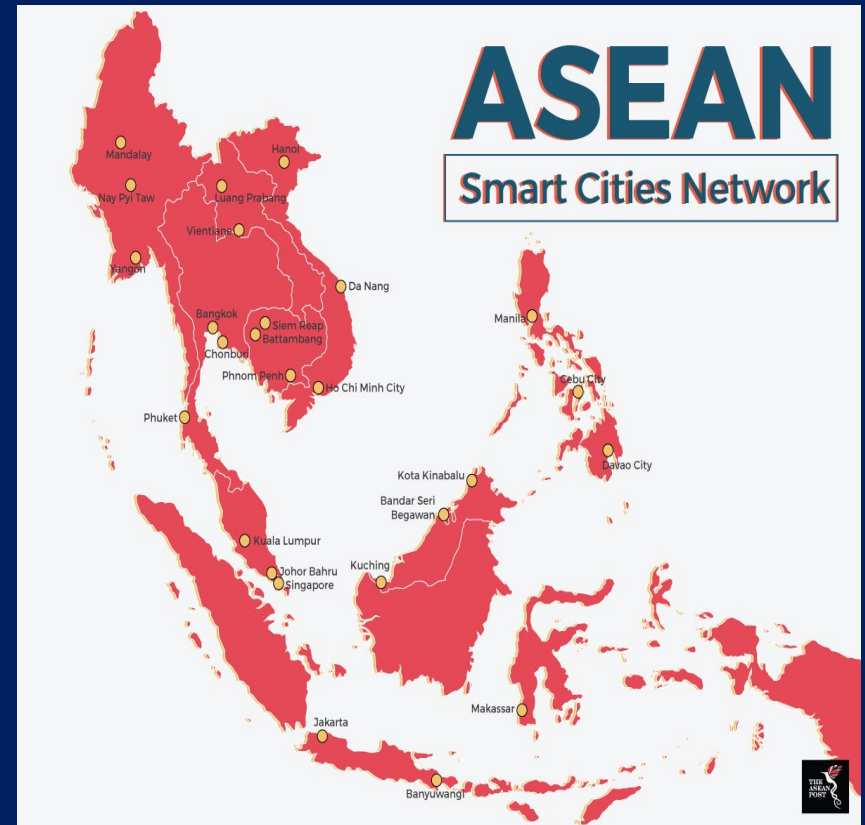 ASEAN
Smart Cities Network
Mandalay
Hanoi
Nay Pyi Taw
Luang Prabang
Vientiane
Yangon
Da Nang
Bangkok
Siem Reap
Battambang
Chonburi
Manila
Phnom Penh
Ho Chi Minh City
Cebu City
Phuket
Davao City
Kota Kinabalu
Bandar Seri
Begawan
Kuala Lumpur
Kuching
Johor Bahru
Singapore
Makassar
Jakarta
Banyuwangi
THE
ASEAN
POST